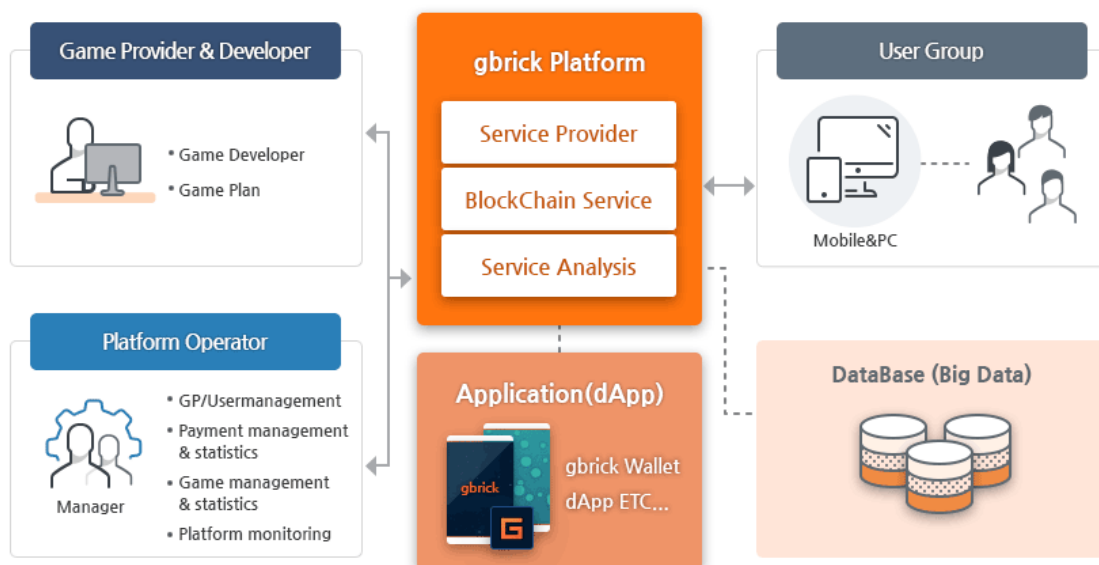 Game Provider & Developer
• Game Developer
• Game Plan
Platform Operator
Manager
• GP/Usermanagement
• Payment management
& statistics
• Game management
& statistics
• Platform monitoring
gbrick Platform
Service Provider
BlockChain Service
Service Analysis
Application(dApp)
gbrick
G
gbrick Wallet
dApp ETC...
User Group
Mobile&PC
DataBase (Big Data)